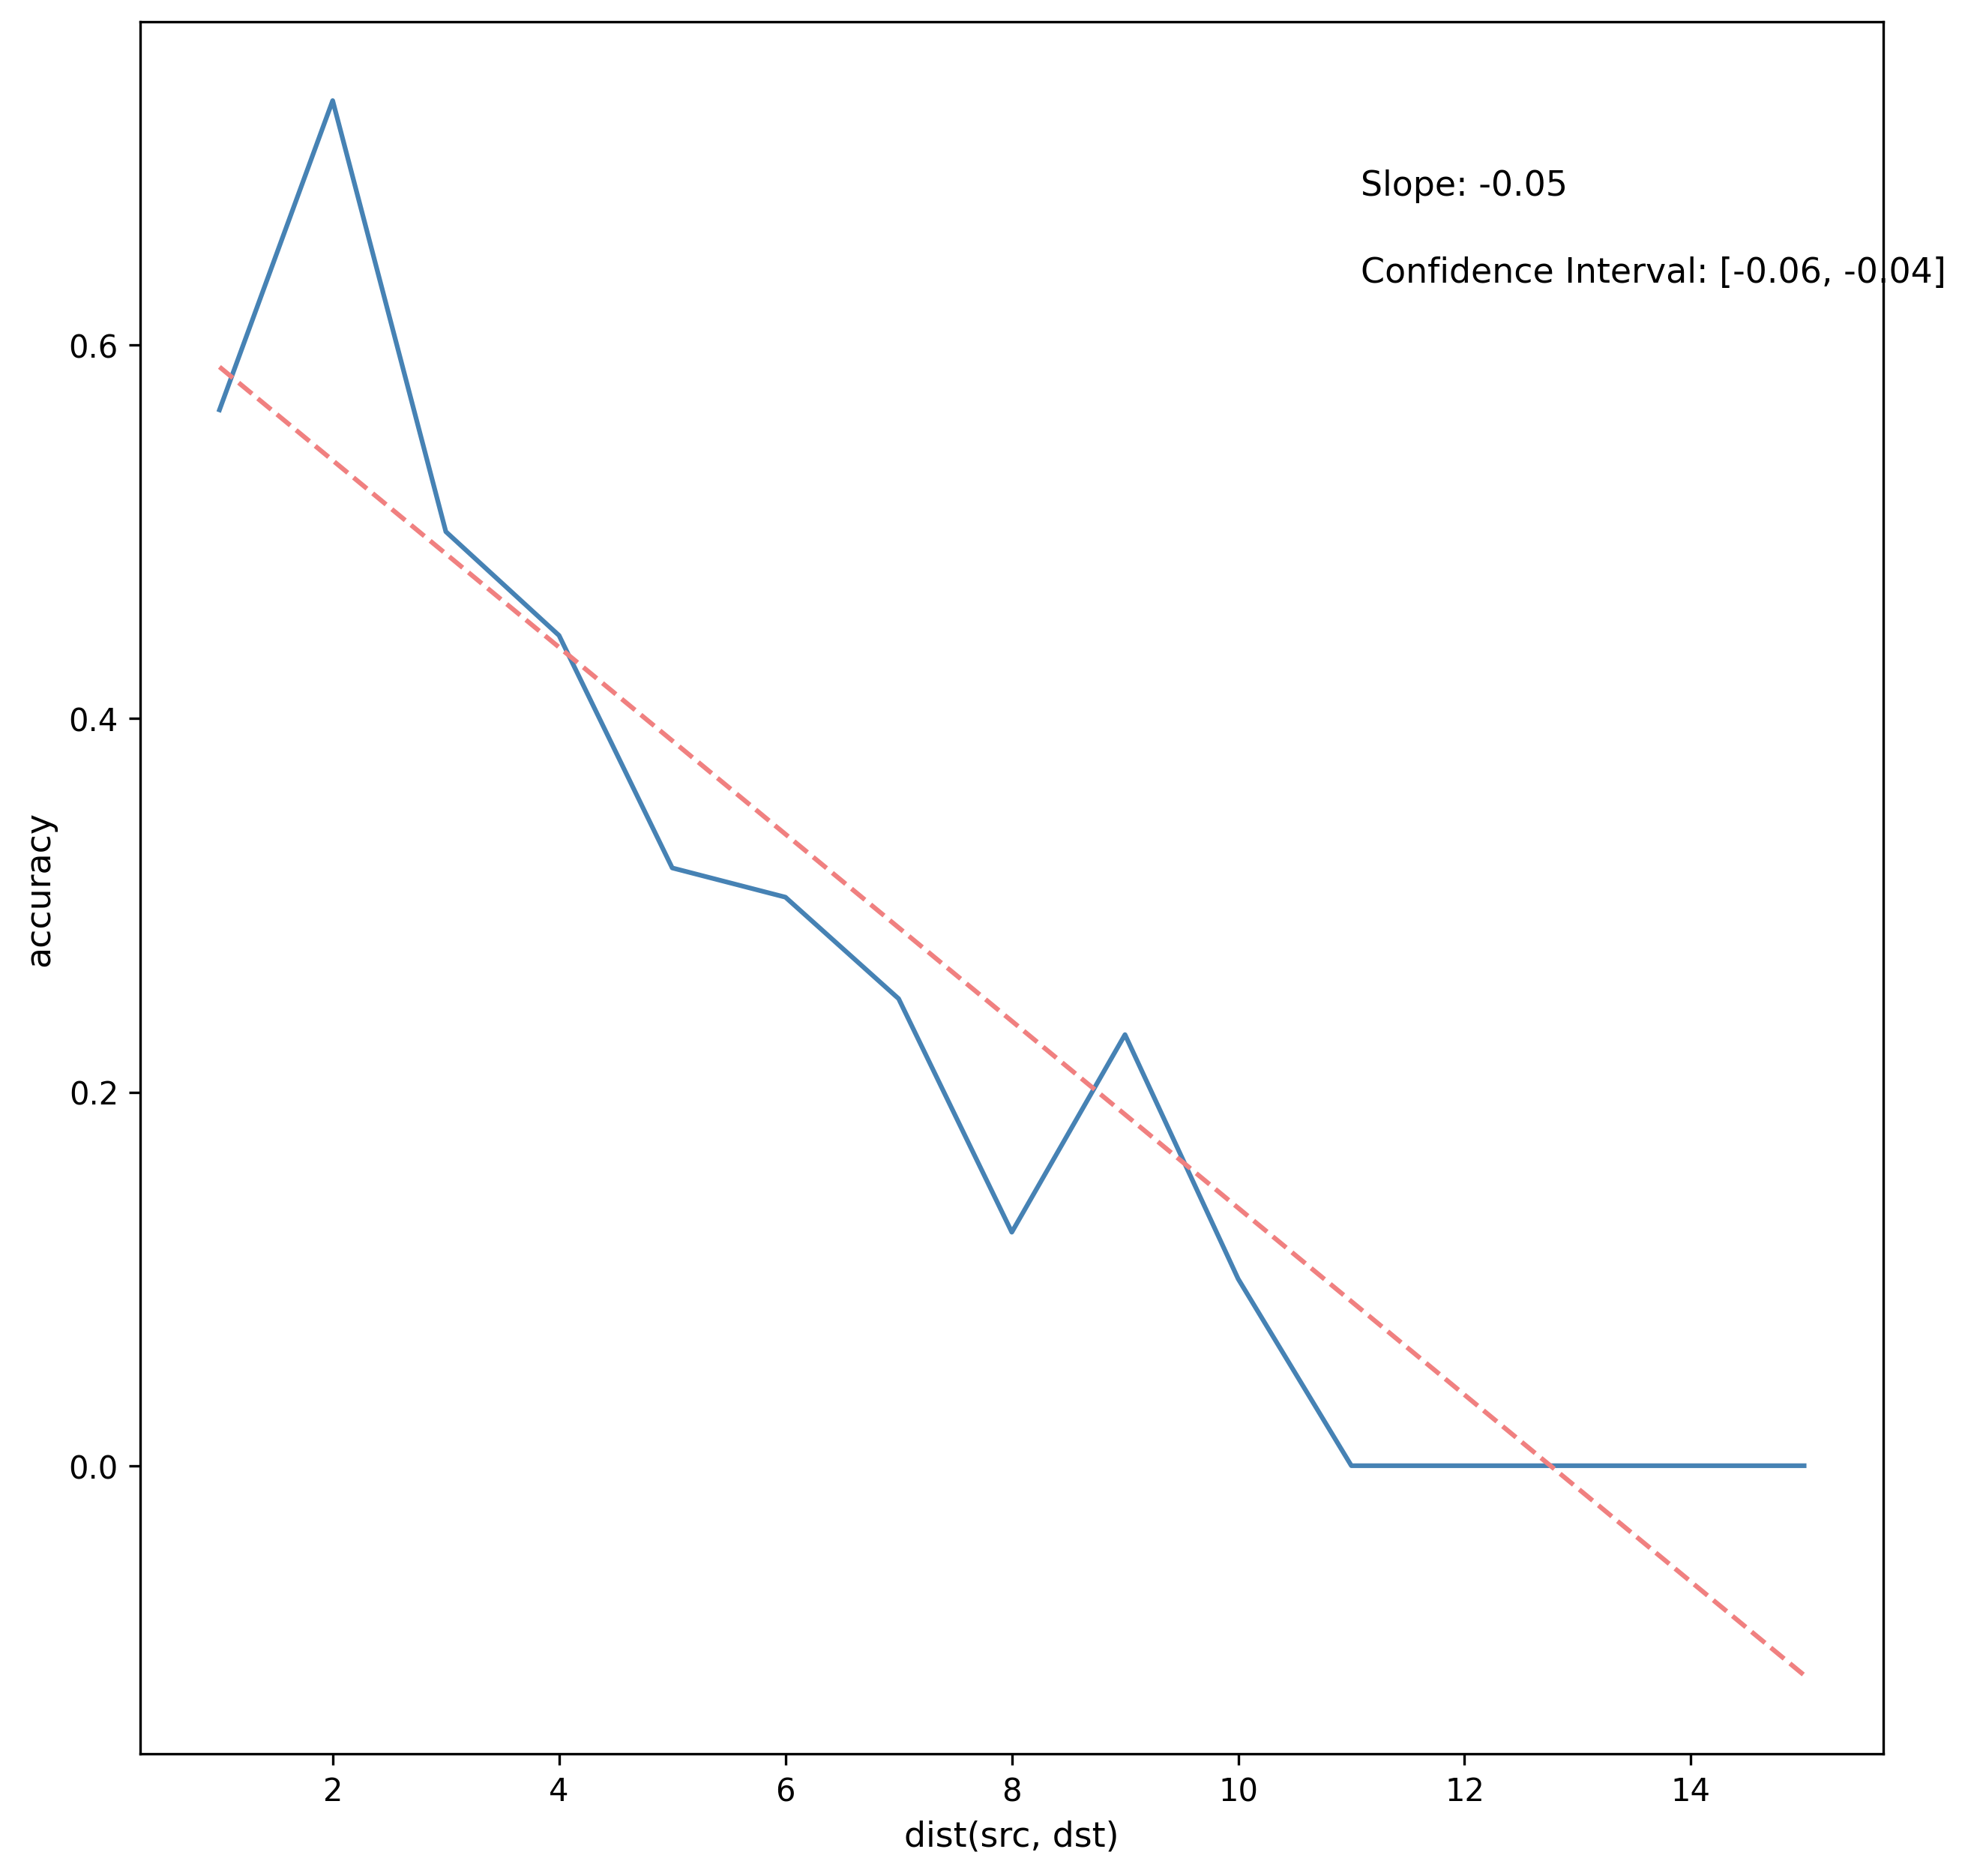 Slope: -0.05
Confidence Interval: [-0.06, -0.04]
0.6
0.4
0.2
0.0
accuracy
2 4 6 8 10 12 14
dist(src, dst)